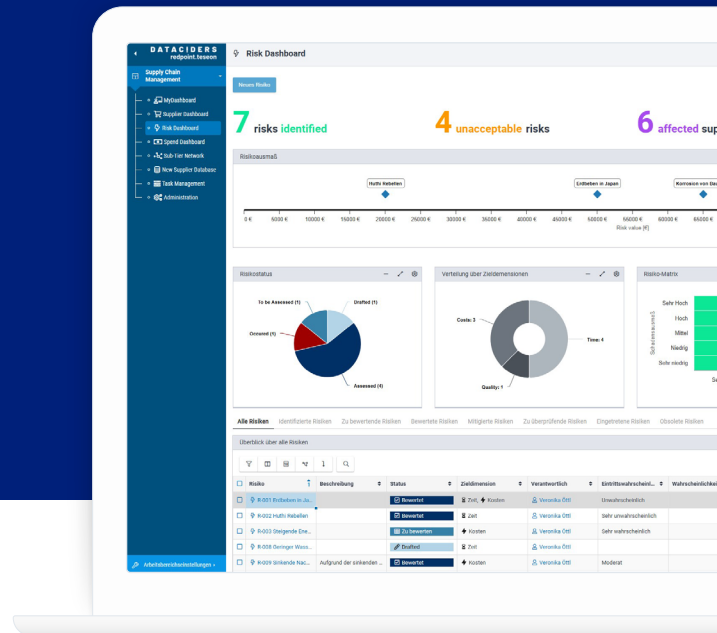 DATACIDERS
redpoint.teseon
Supply Chain
Management
MyDashboard
Supplier Dashboard
Risk Dashboard
Spend Dashboard
Sub-Tier Network
New Supplier Database
Task Management
Administration
Arbeitsbereichseinstellungen
Risk Dashboard
Neues Risiko
7 risks identified
4 unacceptable risks
6 affected sup
Risikoausmaß
Huthi Rebellen
Erdbeben in Japan
Korrosion von Da
0 € 5000 € 10000 € 15000 € 20000 € 25000 € 30000 € 35000 € 40000 € 45000 € 50000 € 55000 € 60000 € 65000 €
Risk value [€]
Risikostatus
To be Assessed (1)
Drafted (1)
Occured (1)
Assessed (4)
Verteilung über Zieldimensionen
Costs: 3
Time: 4
Quality: 1
Risiko-Matrix
Schadensausmaß
Sehr Hoch
Hoch
Mittel
Niedrig
Sehr niedrig
Se
Alle Risiken Identifizierte Risiken Zu bewertende Risiken Bewertete Risiken Mitigierte Risiken Zu überprüfende Risiken Eingetretene Risiken Obsolete Risiken
Überblick über alle Risiken
Risiko Beschreibung Status Zieldimension Verantwortlich Eintrittswahrscheinl... Wahrscheinlichkei
R-001 Erdbeben in Ja... Bewertet Zeit, Kosten Veronika Öttl Unwahrscheinlich
R-002 Huthi Rebellen Bewertet Zeit Veronika Öttl Sehr unwahrscheinlich
R-003 Steigende Ene... Zu bewerten Kosten Veronika Öttl Sehr wahrscheinlich
R-008 Geringer Wass... Drafted Zeit Veronika Öttl
R-009 Sinkende Nac... Aufgrund der sinkenden ... Bewertet Kosten Veronika Öttl Moderat